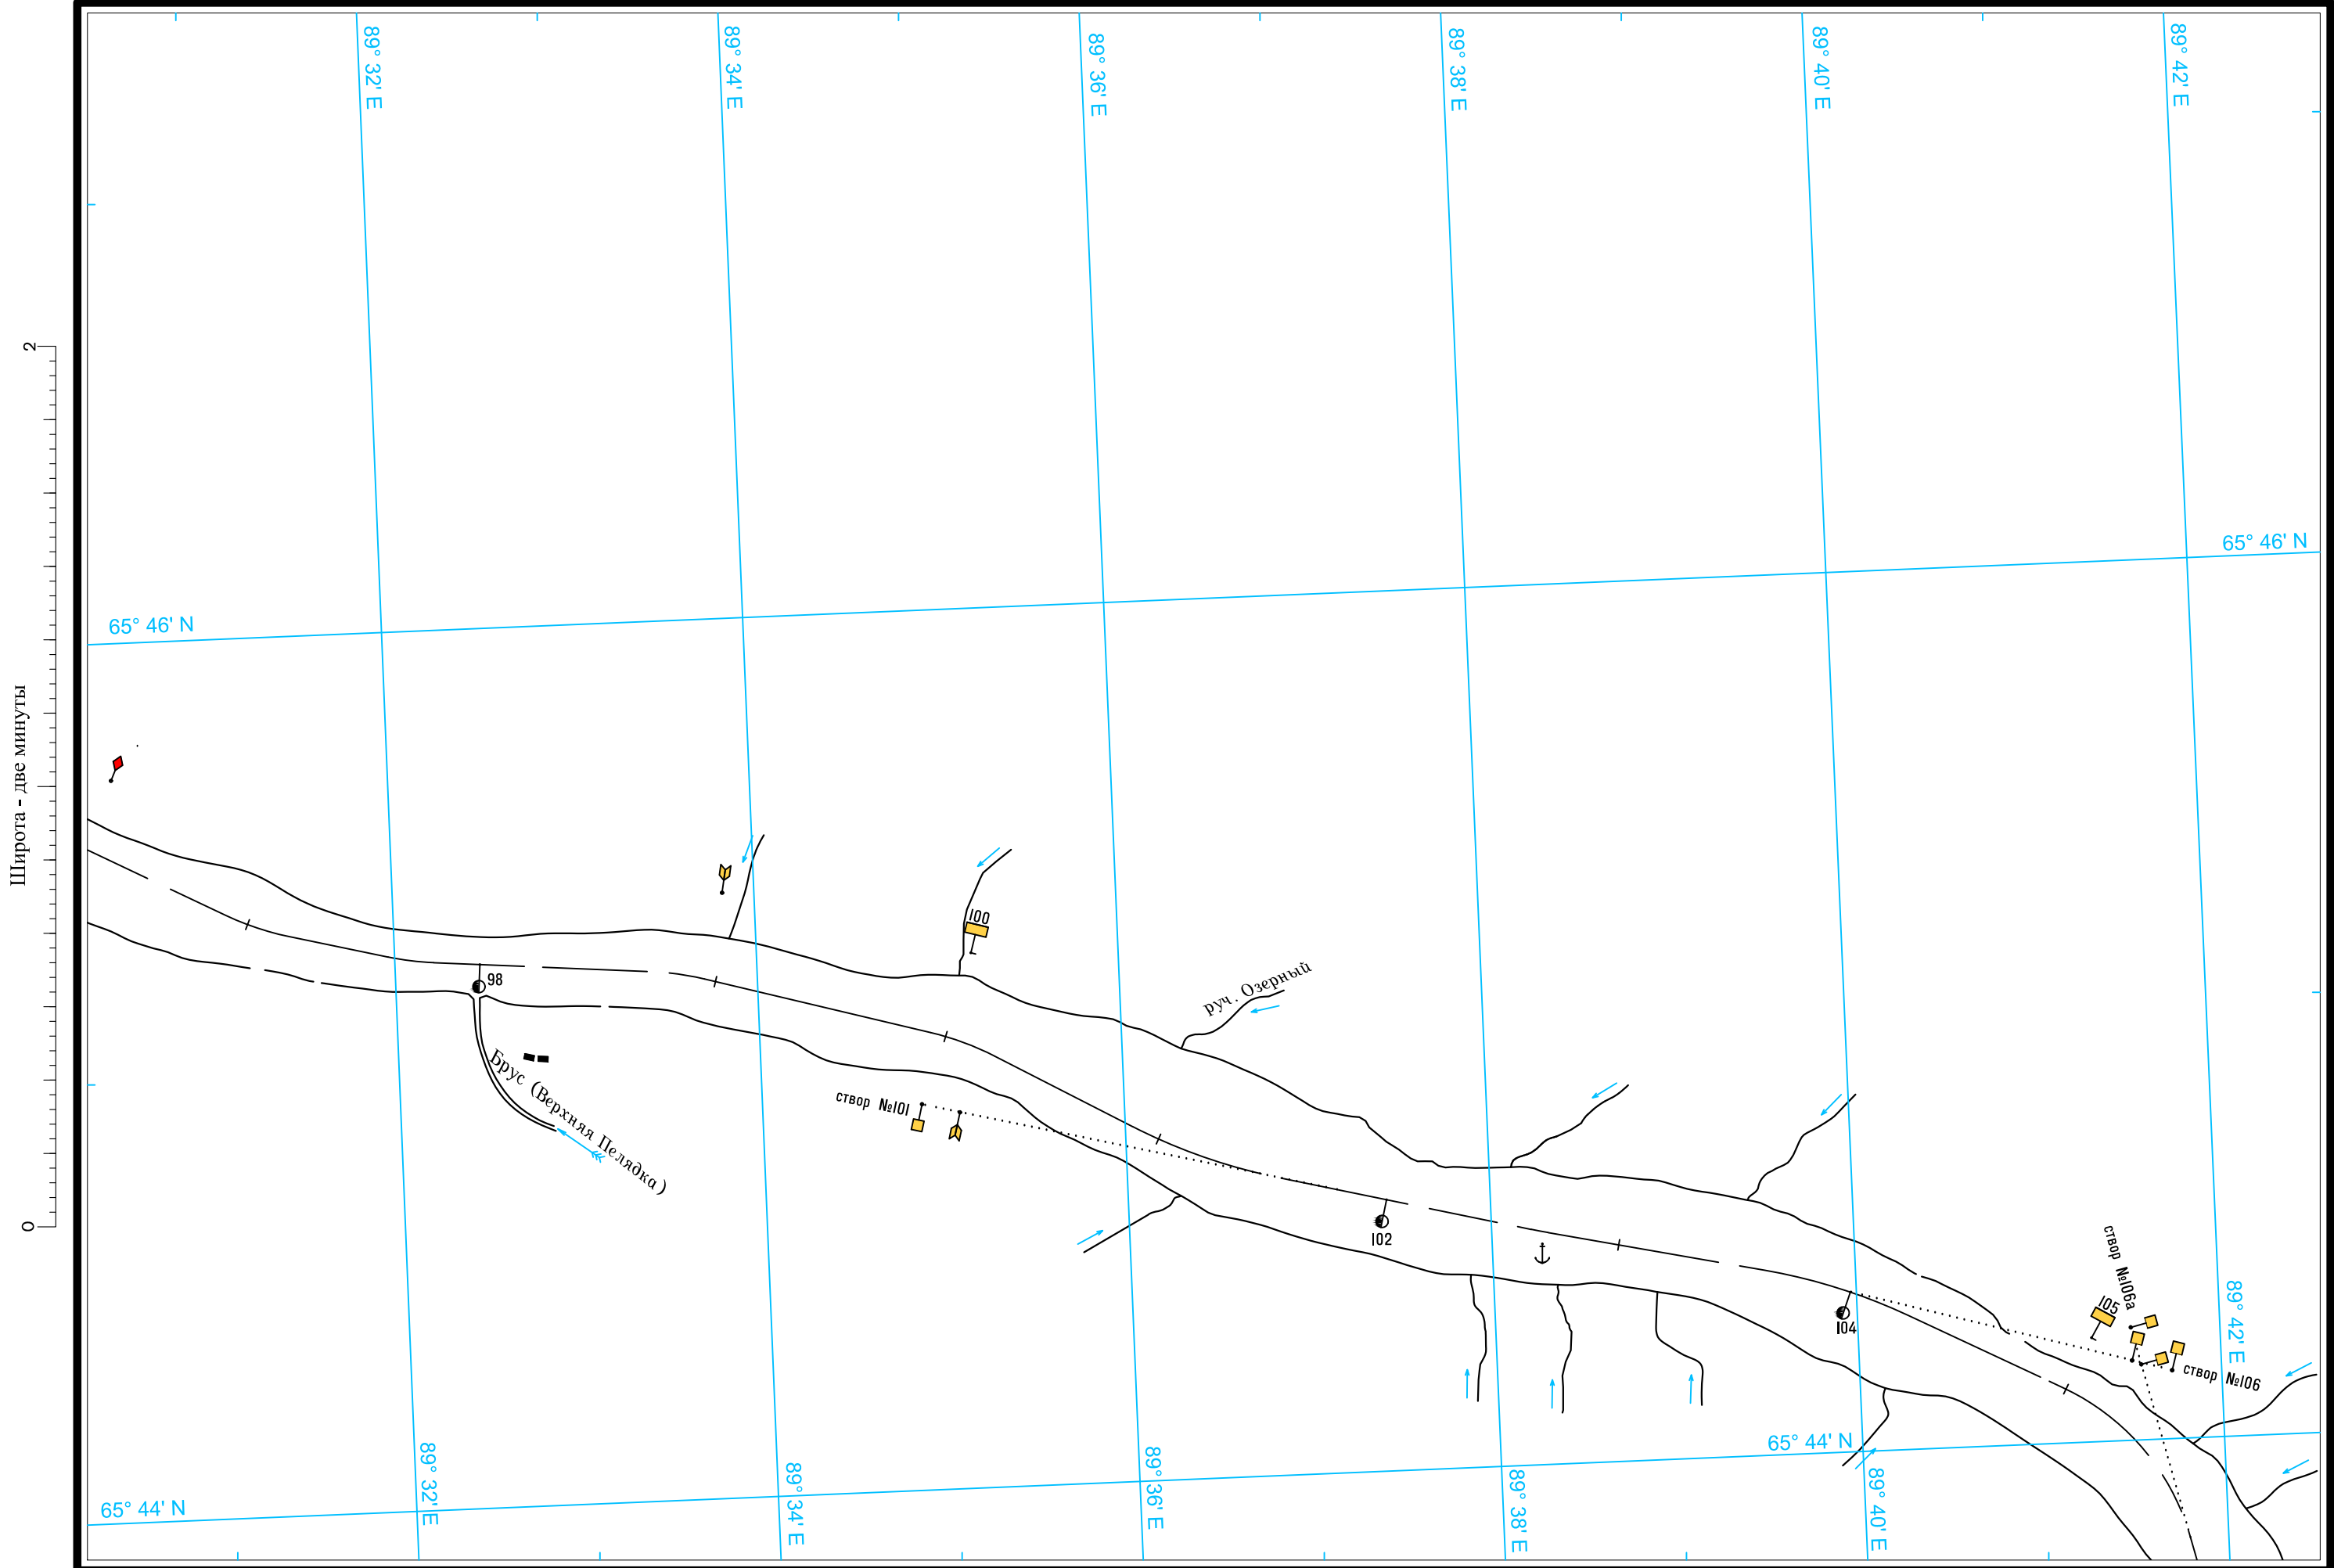 89° 32' E
89° 34' E
89° 36' E
89° 38' E
89° 40' E
89° 42' E
2
65° 46' N
65° 46' N
Широта - две минуты
100
98
руч. Озерный
Брус (Верхняя Пелядка)
створ №101
102
0
створ №106а
105
104
створ №106
89° 42' E
65° 44' N
65° 44' N
89° 32' E
89° 34' E
89° 36' E
89° 38' E
89° 40' E